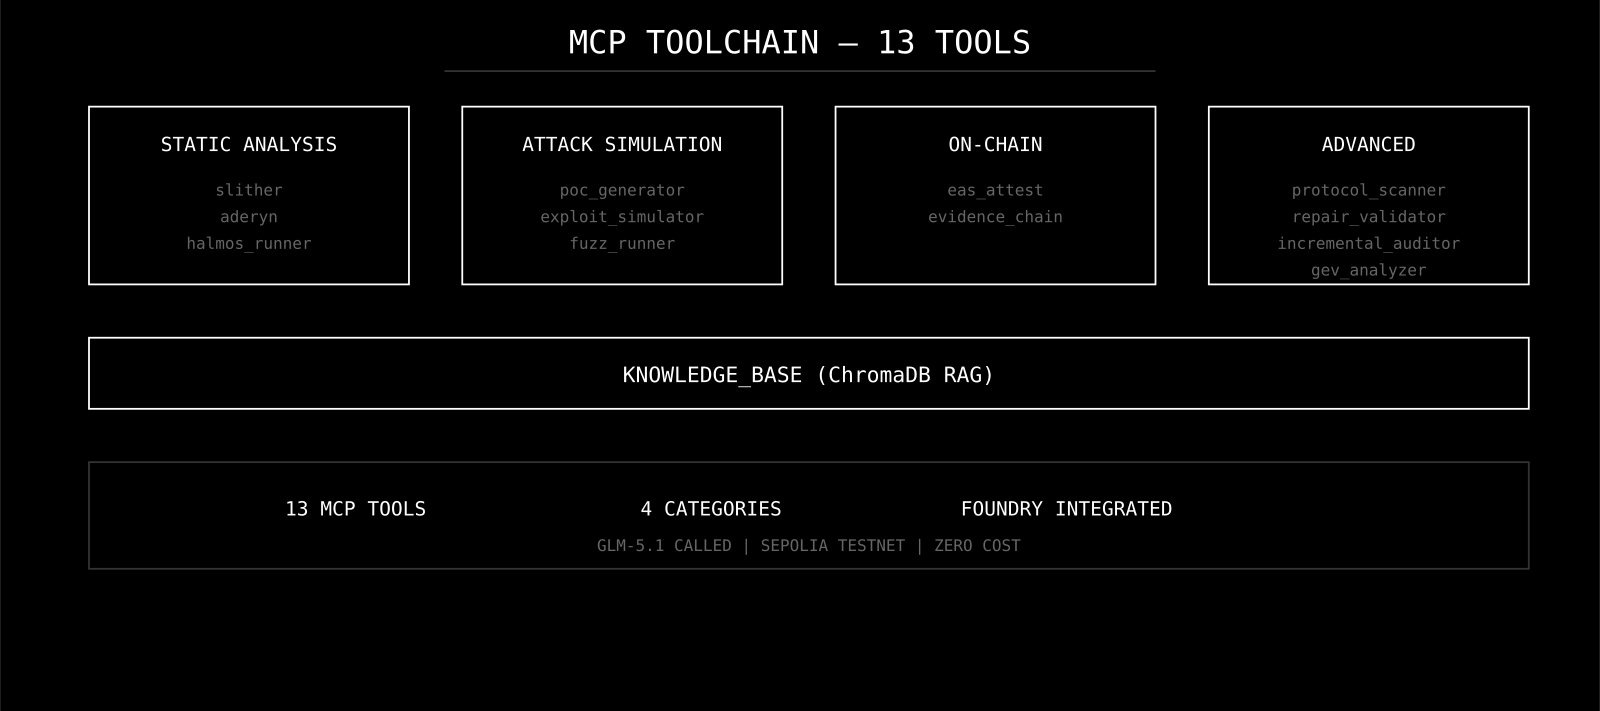 MCP TOOLCHAIN — 13 TOOLS
STATIC ANALYSIS
slither
aderyn
halmos_runner
ATTACK SIMULATION
poc_generator
exploit_simulator
fuzz_runner
ON-CHAIN
eas_attest
evidence_chain
ADVANCED
protocol_scanner
repair_validator
incremental_auditor
gev_analyzer
KNOWLEDGE_BASE (ChromaDB RAG)
13 MCP TOOLS 4 CATEGORIES FOUNDRY INTEGRATED
GLM-5.1 CALLED | SEPOLIA TESTNET | ZERO COST